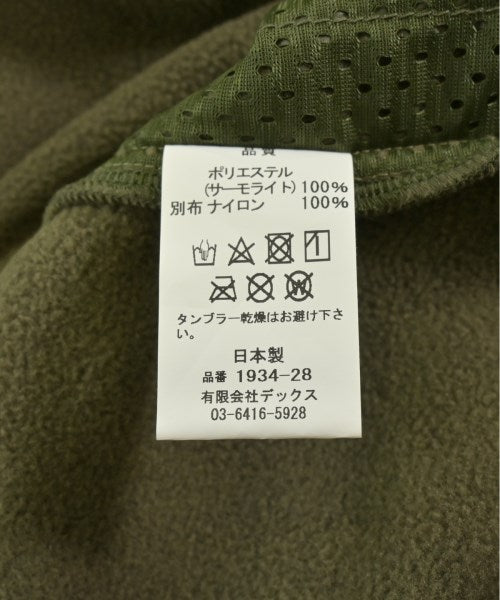 品質
ポリエステル
(サーモライト) 100%
別布 ナイロン 100%
タンブラー乾燥はお避け下さ
い。
日本製
品番 1934-28
有限会社デックス
03-6416-5928